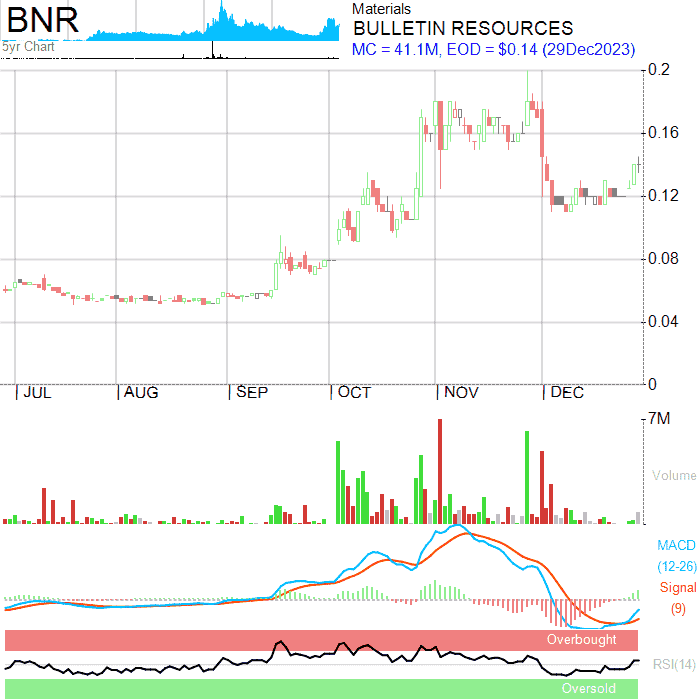 BNR
5yr Chart
Materials
BULLETIN RESOURCES
MC = 41.1M, EOD = $0.14 (29Dec2023)
0.2
0.16
0.12
0.08
0.04
0
JUL AUG SEP OCT NOV DEC
7M
Volume
MACD
(12-26)
Signal
(9)
Overbought
RSI(14)
Oversold